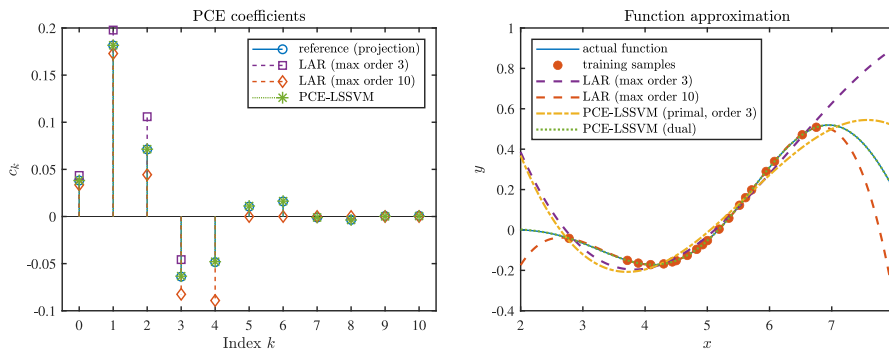 PCE coefficients
0.2
0.15
0.1
0.05
0
-0.05
-0.1
c_k
reference (projection)
LAR (max order 3)
LAR (max order 10)
PCE-LSSVM
0 1 2 3 4 5 6 7 8 9 10
Index k
Function approximation
1
0.8
0.6
0.4
0.2
0
-0.2
-0.4
y
actual function
training samples
LAR (max order 3)
LAR (max order 10)
PCE-LSSVM (primal, order 3)
PCE-LSSVM (dual)
2 3 4 5 6 7
x